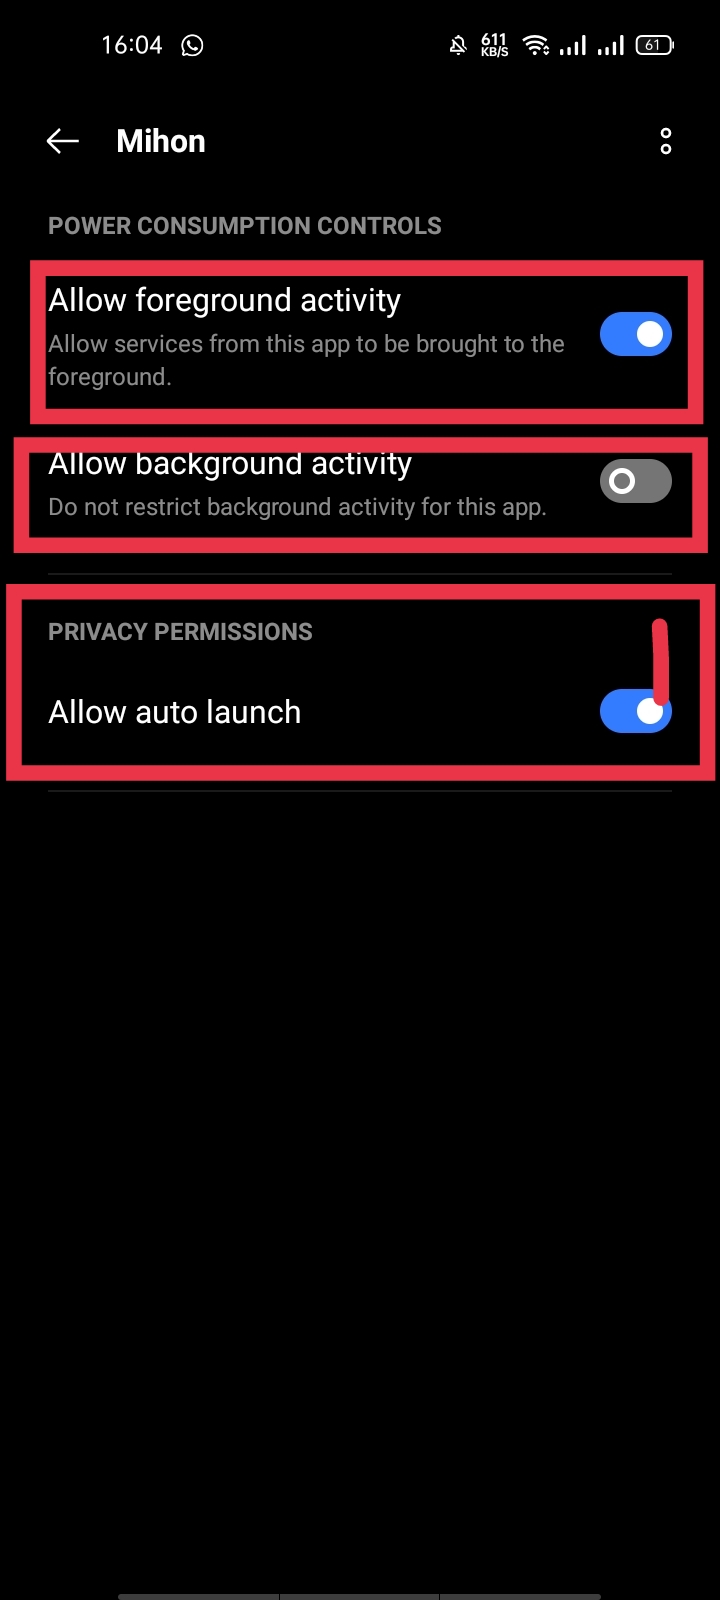 16:04 611 KB/S 61
Mihon
POWER CONSUMPTION CONTROLS
Allow foreground activity
Allow services from this app to be brought to the
foreground.
Allow background activity
Do not restrict background activity for this app.
PRIVACY PERMISSIONS
Allow auto launch